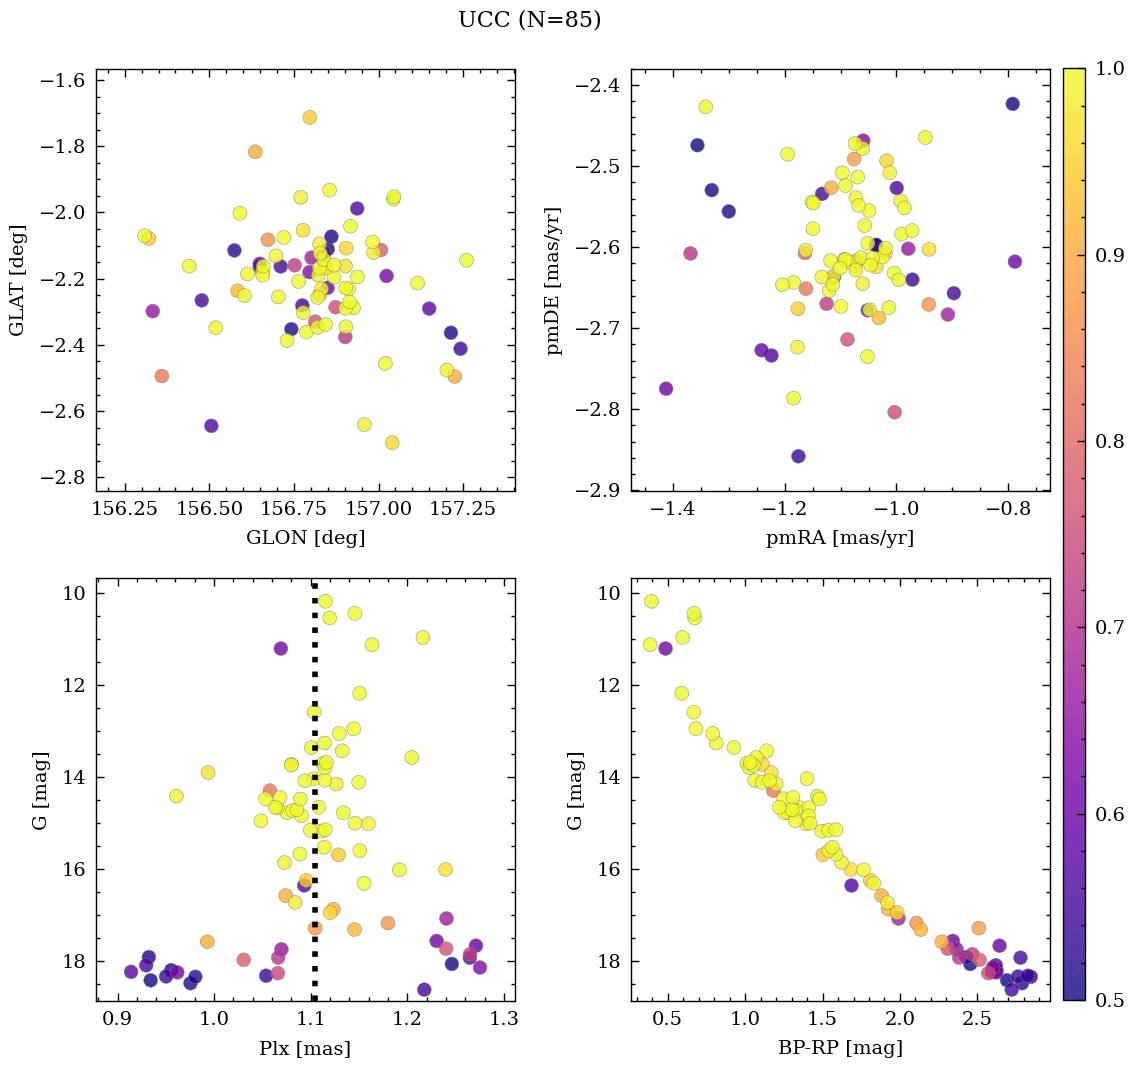 UCC (N=85)
−1.6
−1.8
−2.0
−2.2
−2.4
−2.6
−2.8
GLAT [deg]
156.25 156.50 156.75 157.00 157.25
GLON [deg]
−2.4
−2.5
−2.6
−2.7
−2.8
−2.9
pmDE [mas/yr]
−1.4 −1.2 −1.0 −0.8
pmRA [mas/yr]
1.0
0.9
0.8
0.7
0.6
0.5
10
12
14
16
18
G [mag]
0.9 1.0 1.1 1.2 1.3
Plx [mas]
10
12
14
16
18
G [mag]
0.5 1.0 1.5 2.0 2.5
BP-RP [mag]